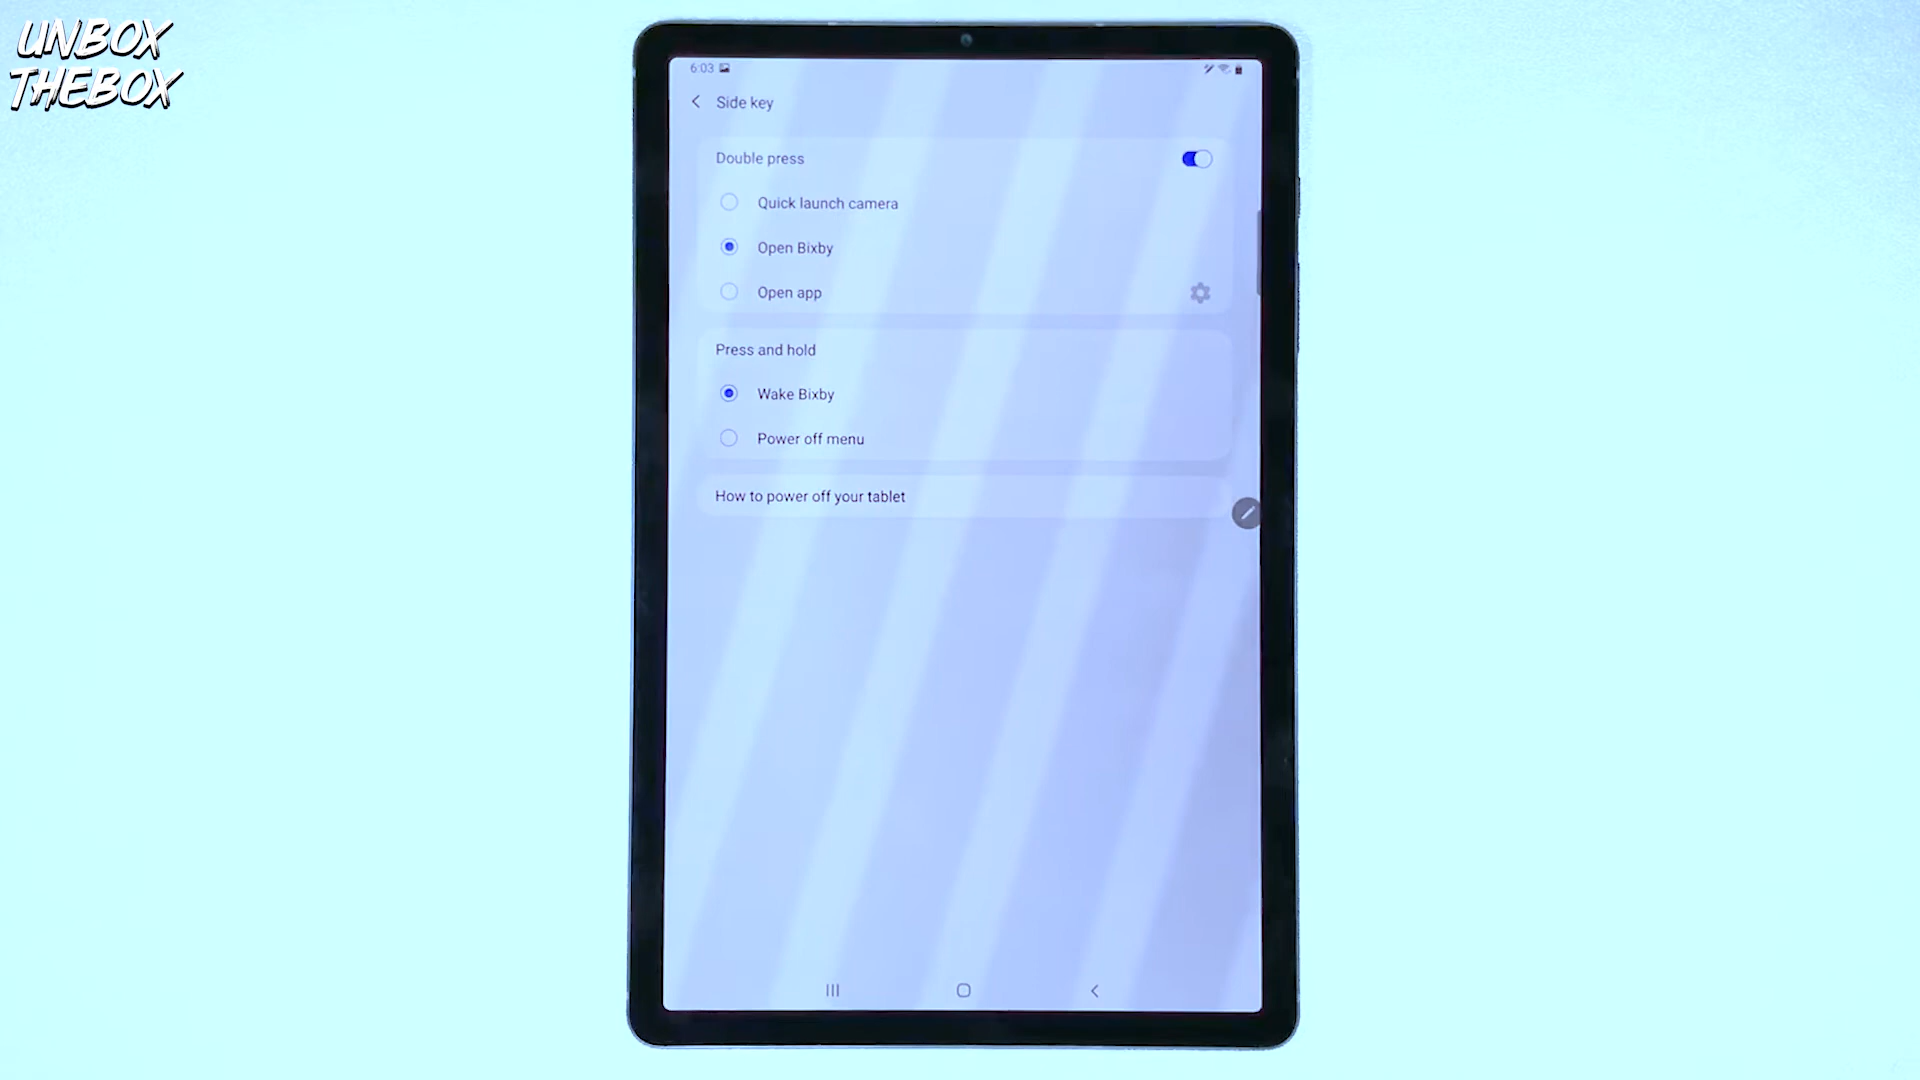 UNBOX
THEBOX
6:03
Side key
Double press
Quick launch camera
Open Bixby
Open app
Press and hold
Wake Bixby
Power off menu
How to power off your tablet